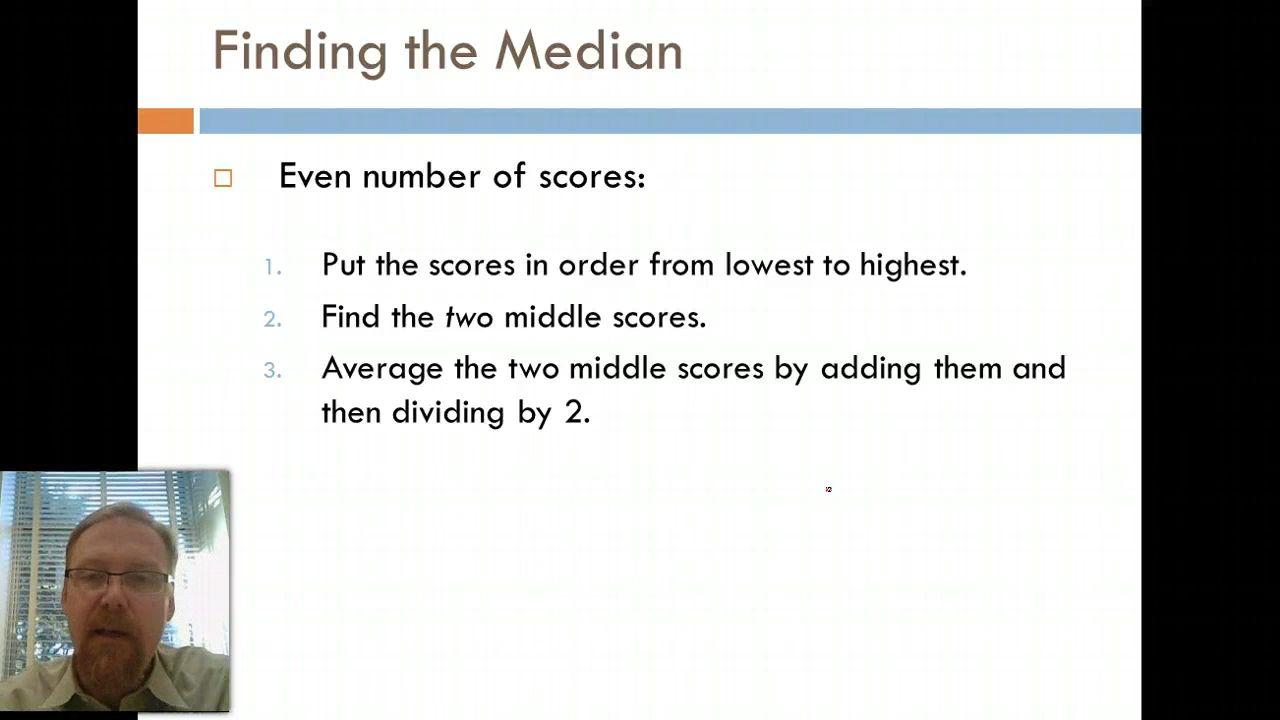 Finding the Median
Even number of scores:
1. Put the scores in order from lowest to highest.
2. Find the two middle scores.
3. Average the two middle scores by adding them and
then dividing by 2.